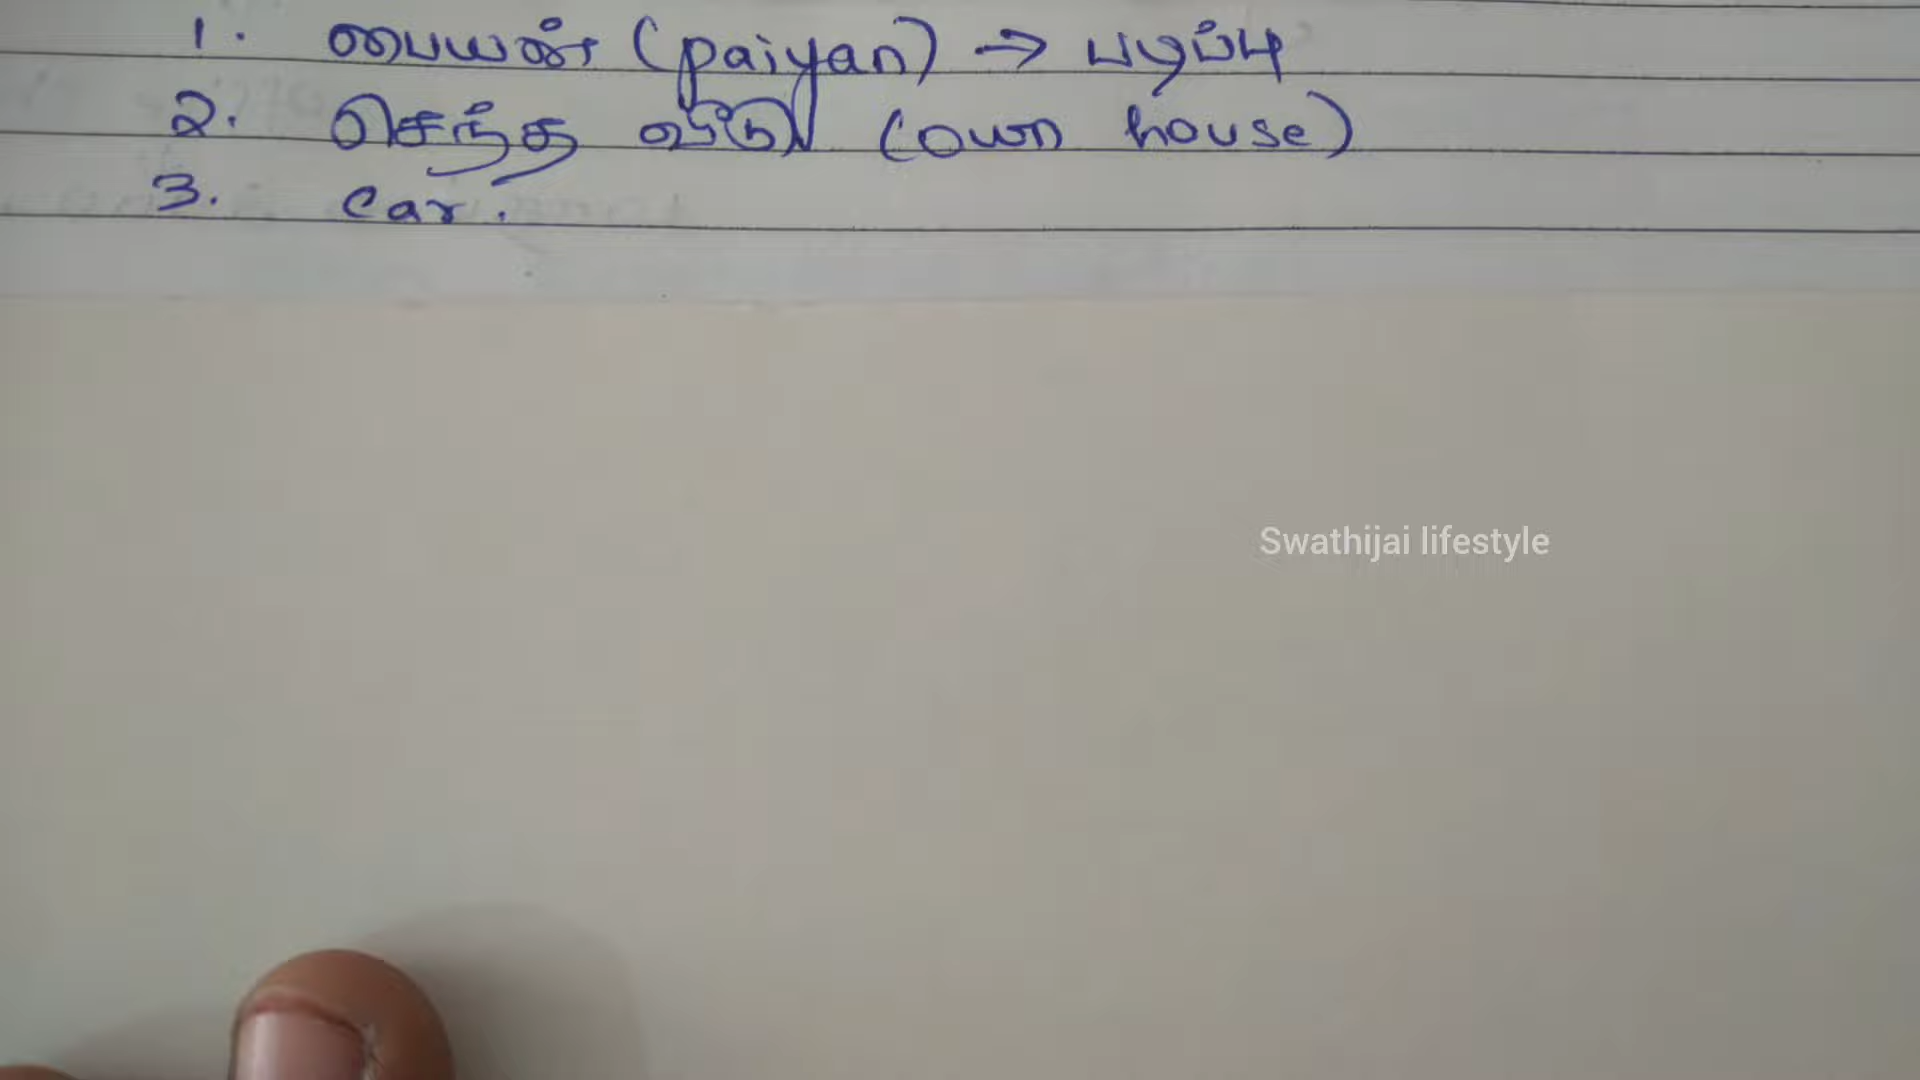 1. பையன் (paiyan) → படிப்பு
2. செந்த வீடு (own house)
3. car.
Swathijai lifestyle